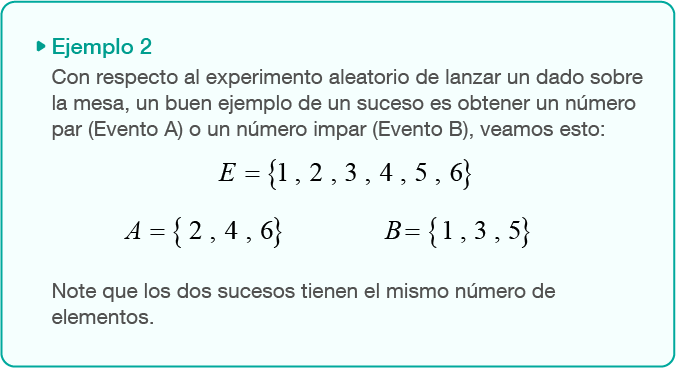 Ejemplo 2
Con respecto al experimento aleatorio de lanzar un dado sobre
la mesa, un buen ejemplo de un suceso es obtener un número
par (Evento A) o un número impar (Evento B), veamos esto:
E = {1 , 2 , 3 , 4 , 5 , 6}
A = { 2 , 4 , 6} B = { 1 , 3 , 5}
Note que los dos sucesos tienen el mismo número de
elementos.